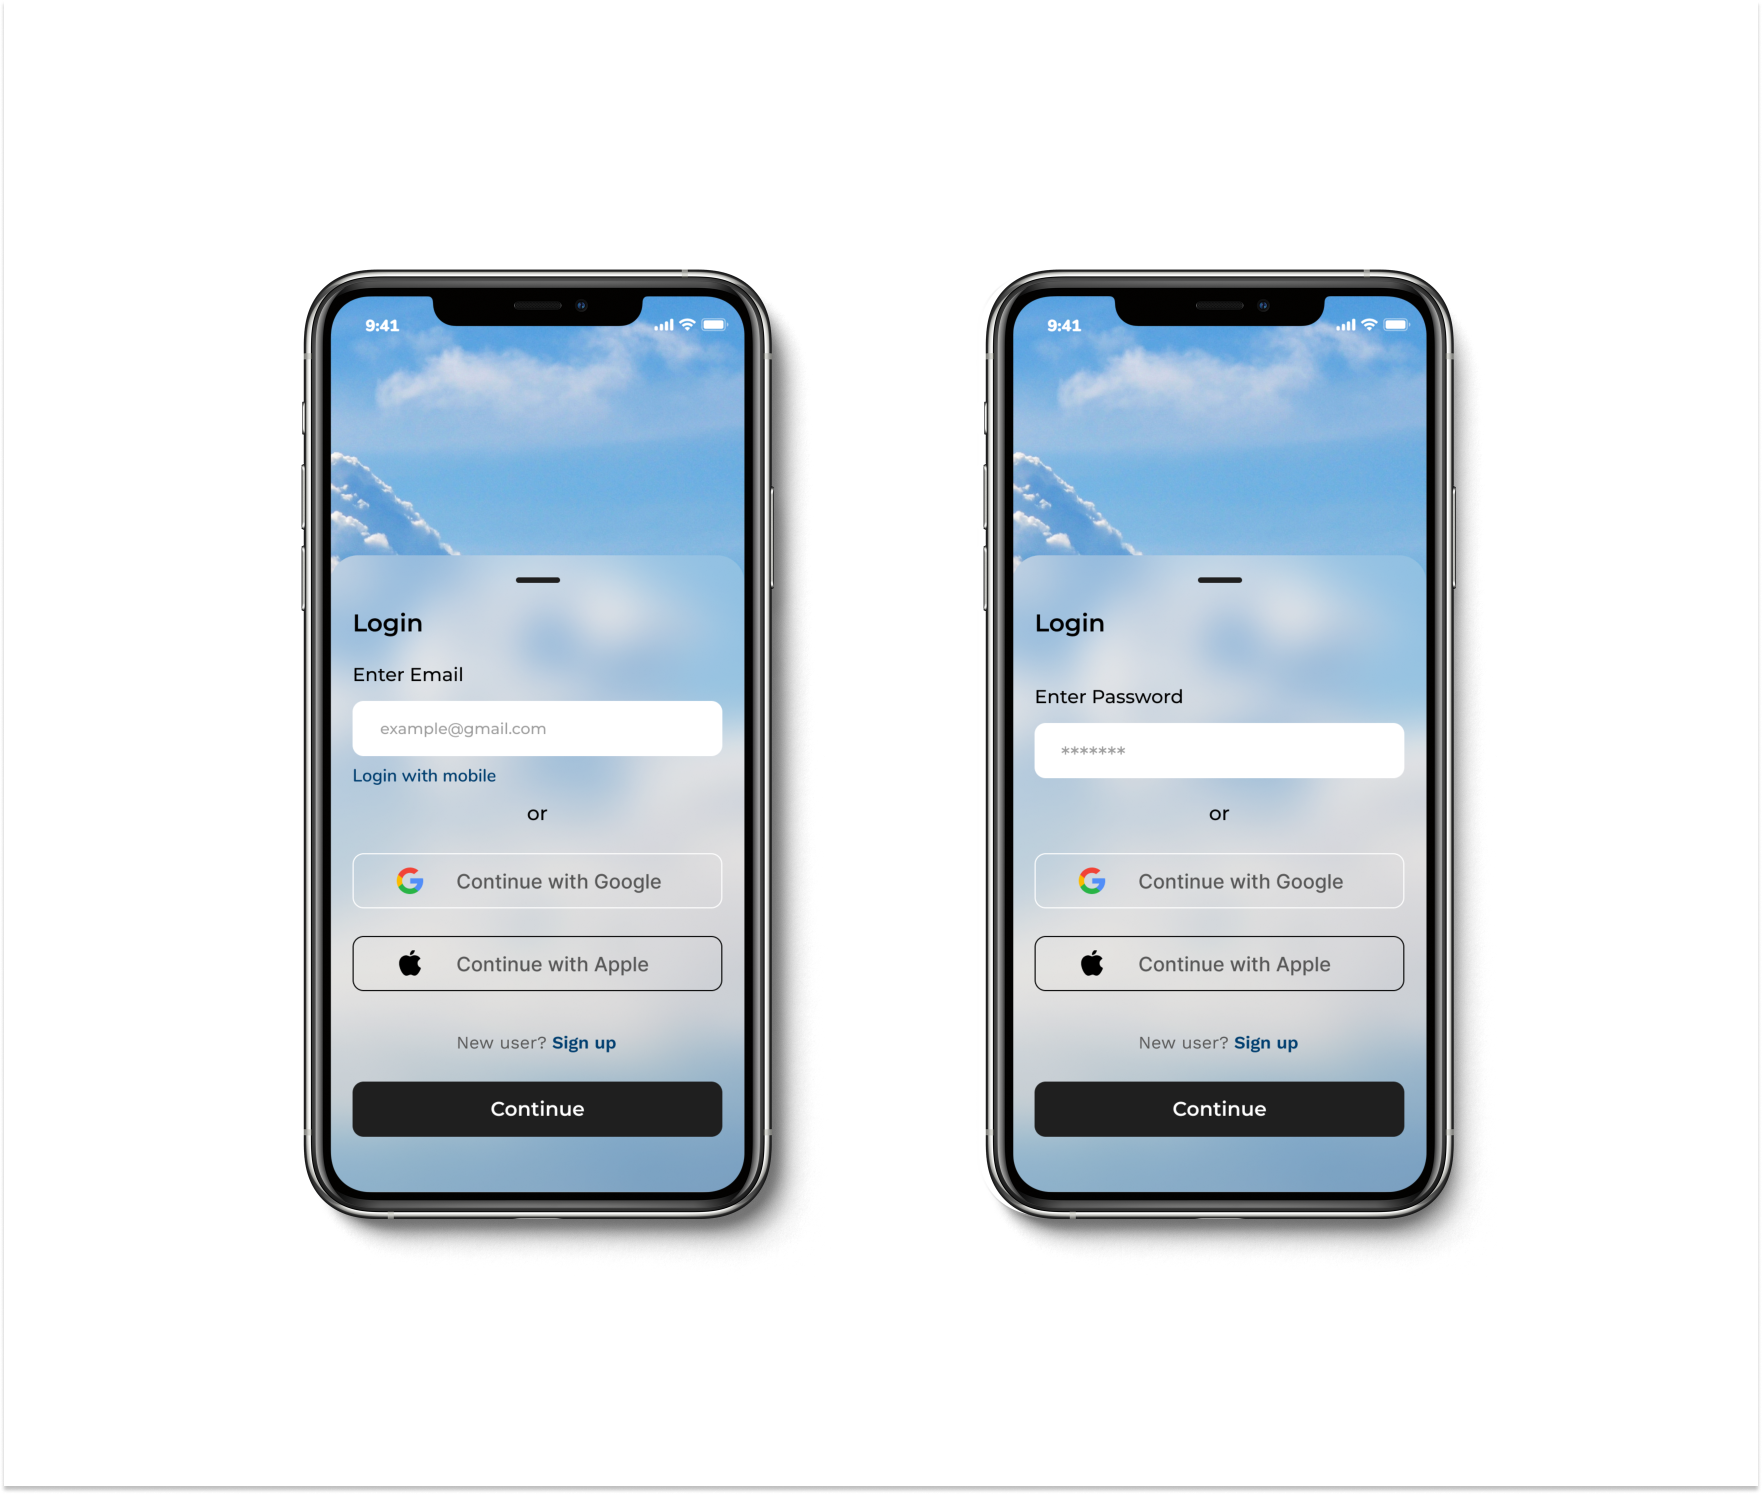 9:41
Login
Enter Email
example@gmail.com
Login with mobile
or
Continue with Google
Continue with Apple
New user? Sign up
Continue
9:41
Login
Enter Password
*******
or
Continue with Google
Continue with Apple
New user? Sign up
Continue